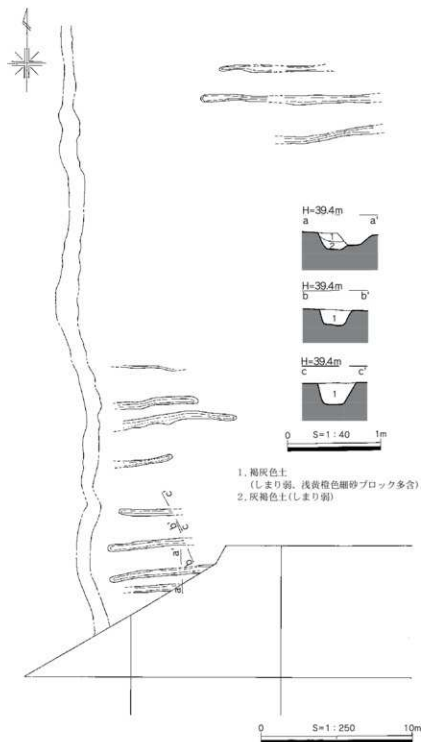 H=39.4m
a a'
1
2
H=39.4m
b b'
1
H=39.4m
c c'
1
0 S=1：40 1m
1. 褐灰色土
(しまり弱、浅黄橙色細砂ブロック多含)
2. 灰褐色土(しまり弱)
c
b'
c'
a'
b
a
0 S=1：250 10m